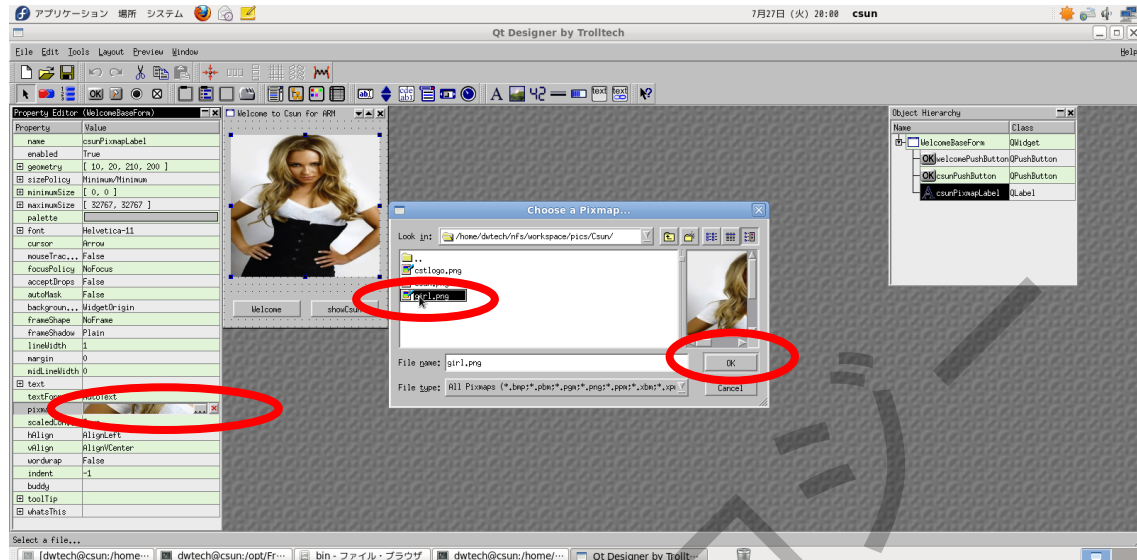 アプリケーション 場所 システム 7月27日 (火) 20:00 csun
Qt Designer by Trolltech
File Edit Tools Layout Preview Window Help
Property Editor (WelcomeBaseForm)
Property Value
name csunPixmapLabel
enabled True
geometry [ 10, 20, 210, 200 ]
sizePolicy Minimum/Minimum
minimumSize [ 0, 0 ]
maximumSize [ 32767, 32767 ]
palette
font Helvetica-11
cursor Arrow
mouseTrac... False
focusPolicy NoFocus
acceptDrops False
autoMask False
backgroun... WidgetOrigin
frameShape NoFrame
frameShadow Plain
lineWidth 1
margin 0
midLineWidth 0
text
AutoText
hAlign AlignLeft
vAlign AlignVCenter
wordwrap False
indent -1
buddy
toolTip
whatsThis
Welcome to Csun for ARM
Welcome showCsun
Choose a Pixmap...
Look in: /home/dwtech/nfs/workspace/pics/Csun/
..
cstlogo.png
girl.png
File name: girl.png OK
File type: All Pixmaps (*.bmp;*.pbm;*.pgm;*.png;*.ppm;*.xbm;*.xp Cancel
Object Hierarchy
Name Class
WelcomeBaseForm QWidget
OK welcomePushButton QPushButton
OK csunPushButton QPushButton
csunPixmapLabel QLabel
Select a file...
[dwtech@csun:/home… dwtech@csun:/opt/Fr… bin - ファイル・ブラウザ dwtech@csun:/home/… Qt Designer by Trollt…